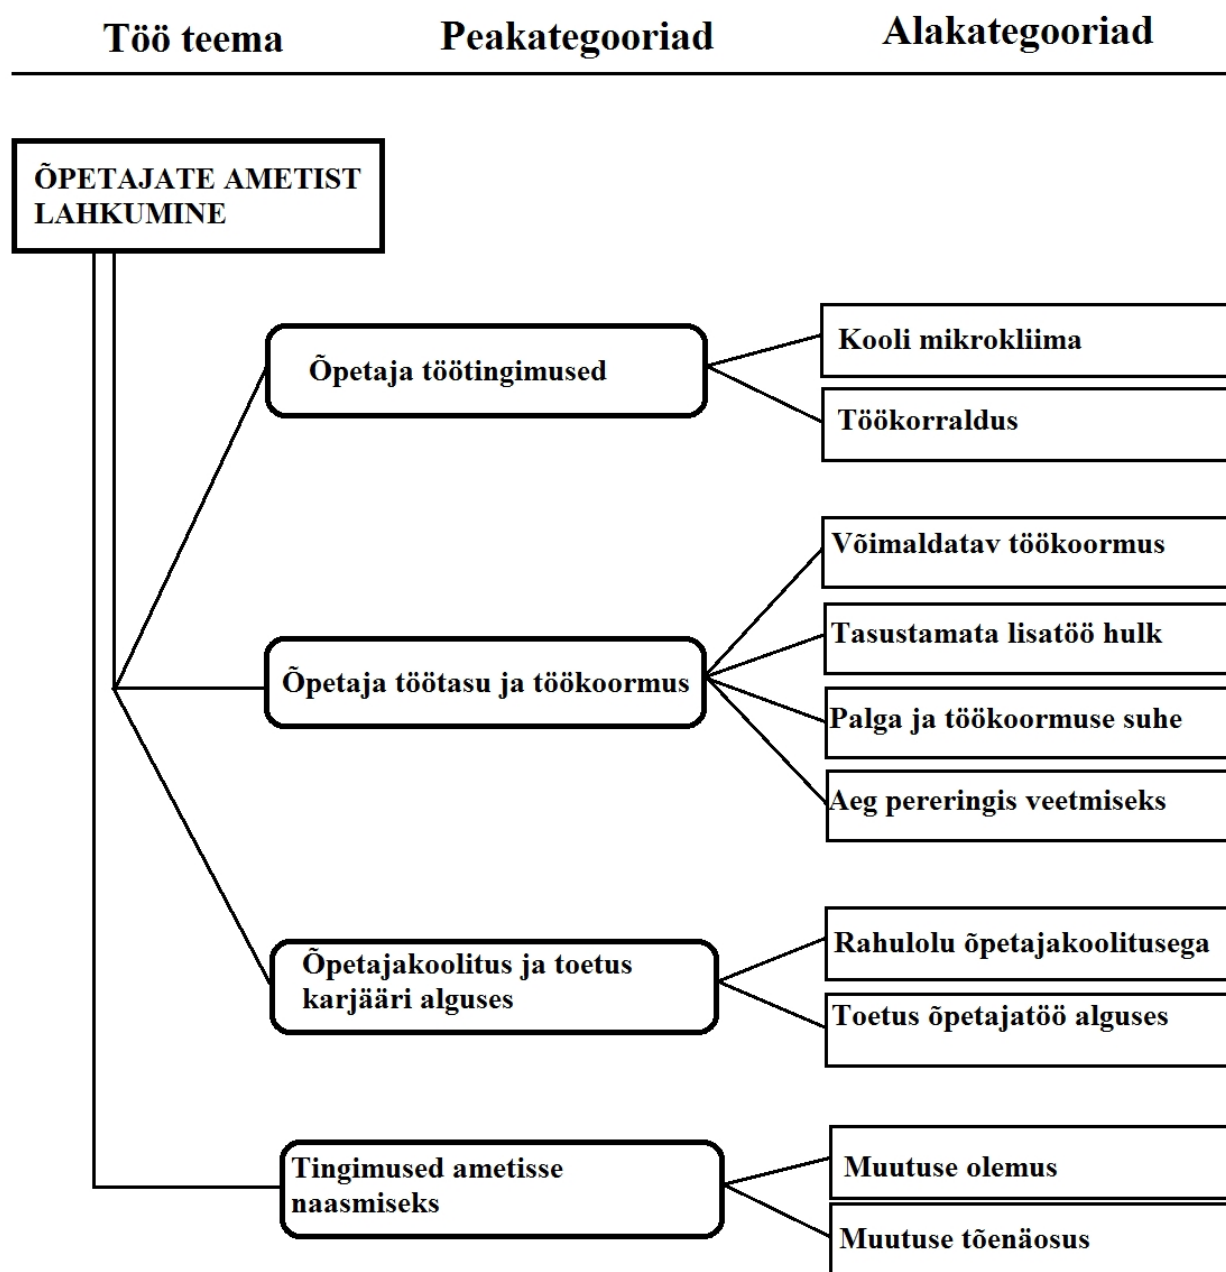 Töö teema
Peakategooriad
Alakategooriad
ÕPETAJATE AMETIST
LAHKUMINE
Õpetaja töötingimused
Kooli mikrokliima
Töökorraldus
Õpetaja töötasu ja töökoormus
Võimaldatav töökoormus
Tasustamata lisatöö hulk
Palga ja töökoormuse suhe
Aeg pereringis veetmiseks
Õpetajakoolitus ja toetus
karjääri alguses
Rahulolu õpetajakoolitusega
Toetus õpetajatöö alguses
Tingimused ametisse
naasmiseks
Muutuse olemus
Muutuse tõenäosus